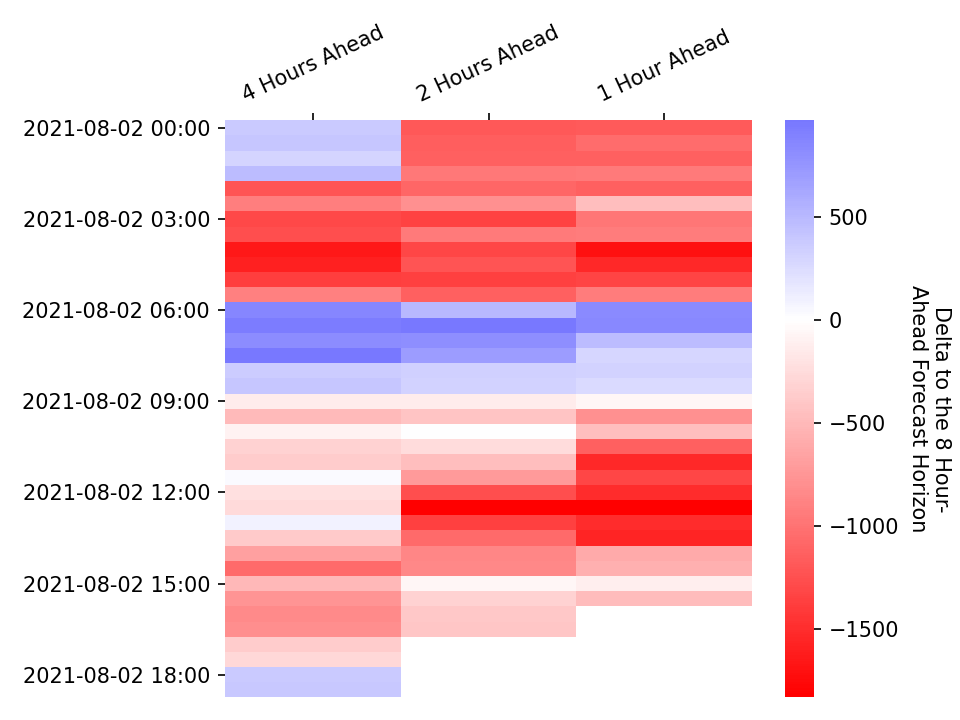 4 Hours Ahead
2 Hours Ahead
1 Hour Ahead
2021-08-02 00:00
2021-08-02 03:00
2021-08-02 06:00
2021-08-02 09:00
2021-08-02 12:00
2021-08-02 15:00
2021-08-02 18:00
500
0
−500
−1000
−1500
Delta to the 8 Hour-
Ahead Forecast Horizon